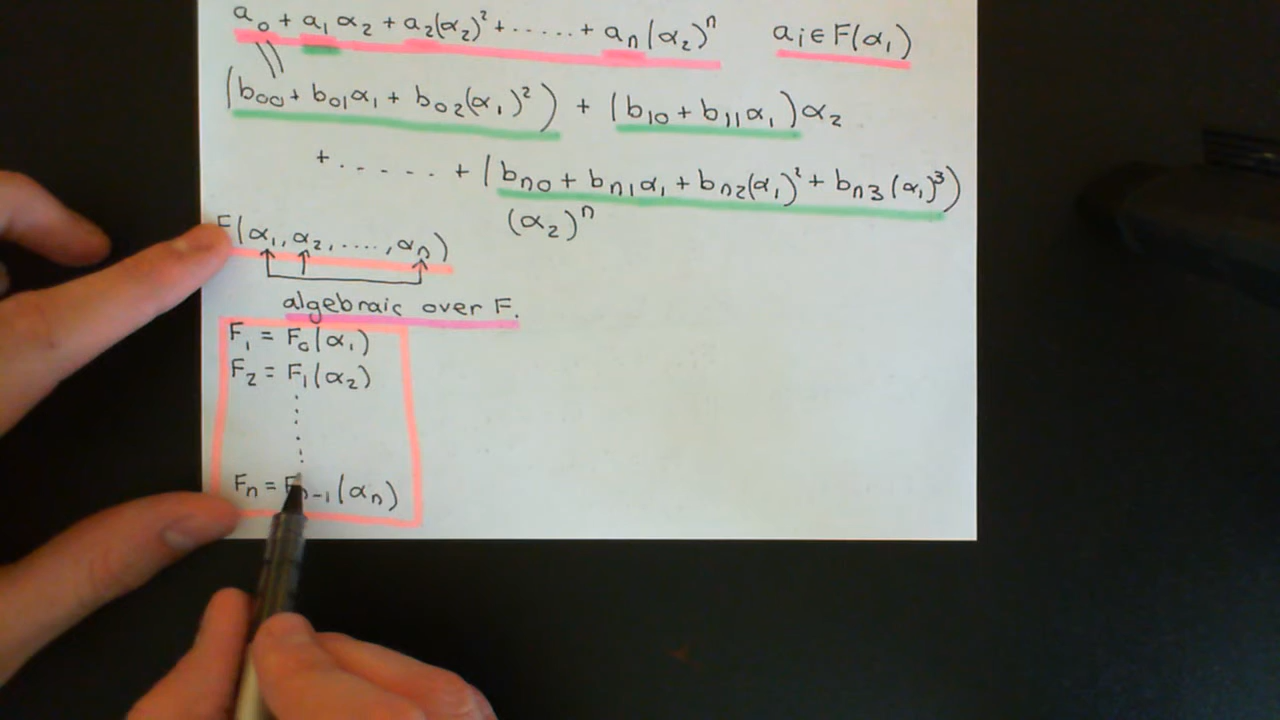 a₀ + a₁α₂ + a₂(α₂)² + ...... + aₙ(α₂)ⁿ aᵢ ∈ F(α₁)
(b₀₀ + b₀₁α₁ + b₀₂(α₁)²) + (b₁₀ + b₁₁α₁)α₂
+ ...... + (bₙ₀ + bₙ₁α₁ + bₙ₂(α₁)² + bₙ₃(α₁)³)
(α₂)ⁿ
F(α₁, α₂, ...., αₙ)
algebraic over F.
F₁ = F₀(α₁)
F₂ = F₁(α₂)
Fₙ = Fₙ₋₁(αₙ)